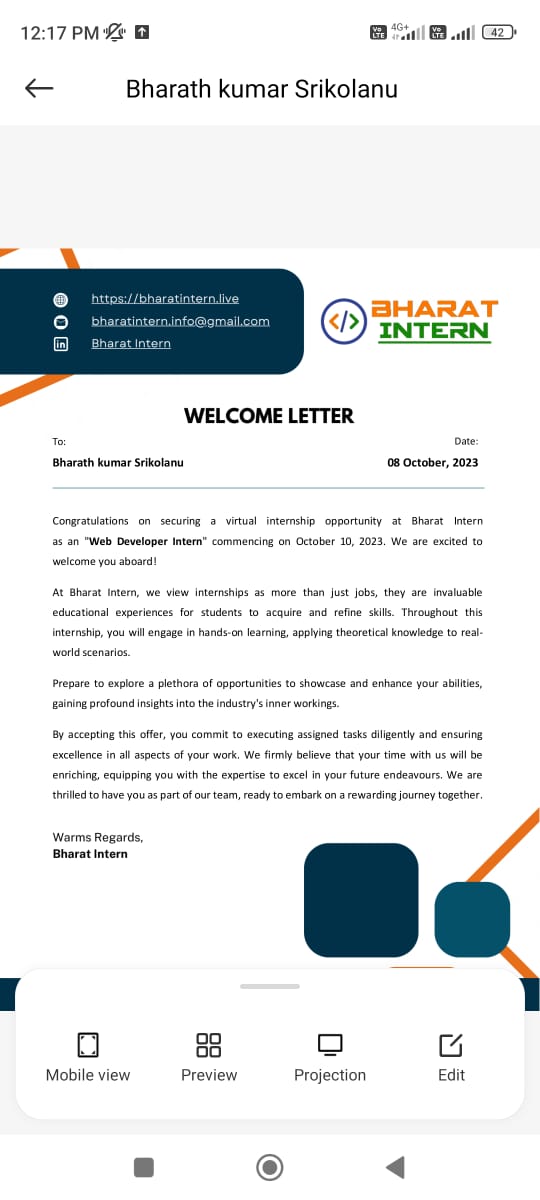 12:17 PM
Vo LTE 4G+ Vo LTE 42
Bharath kumar Srikolanu
https://bharatintern.live
bharatintern.info@gmail.com
in Bharat Intern
</> BHARAT
INTERN
WELCOME LETTER
To:
Date:
Bharath kumar Srikolanu
08 October, 2023
Congratulations on securing a virtual internship opportunity at Bharat Intern
as an "Web Developer Intern" commencing on October 10, 2023. We are excited to
welcome you aboard!
At Bharat Intern, we view internships as more than just jobs, they are invaluable
educational experiences for students to acquire and refine skills. Throughout this
internship, you will engage in hands-on learning, applying theoretical knowledge to real-
world scenarios.
Prepare to explore a plethora of opportunities to showcase and enhance your abilities,
gaining profound insights into the industry's inner workings.
By accepting this offer, you commit to executing assigned tasks diligently and ensuring
excellence in all aspects of your work. We firmly believe that your time with us will be
enriching, equipping you with the expertise to excel in your future endeavours. We are
thrilled to have you as part of our team, ready to embark on a rewarding journey together.
Warms Regards,
Bharat Intern
Mobile view
Preview
Projection
Edit